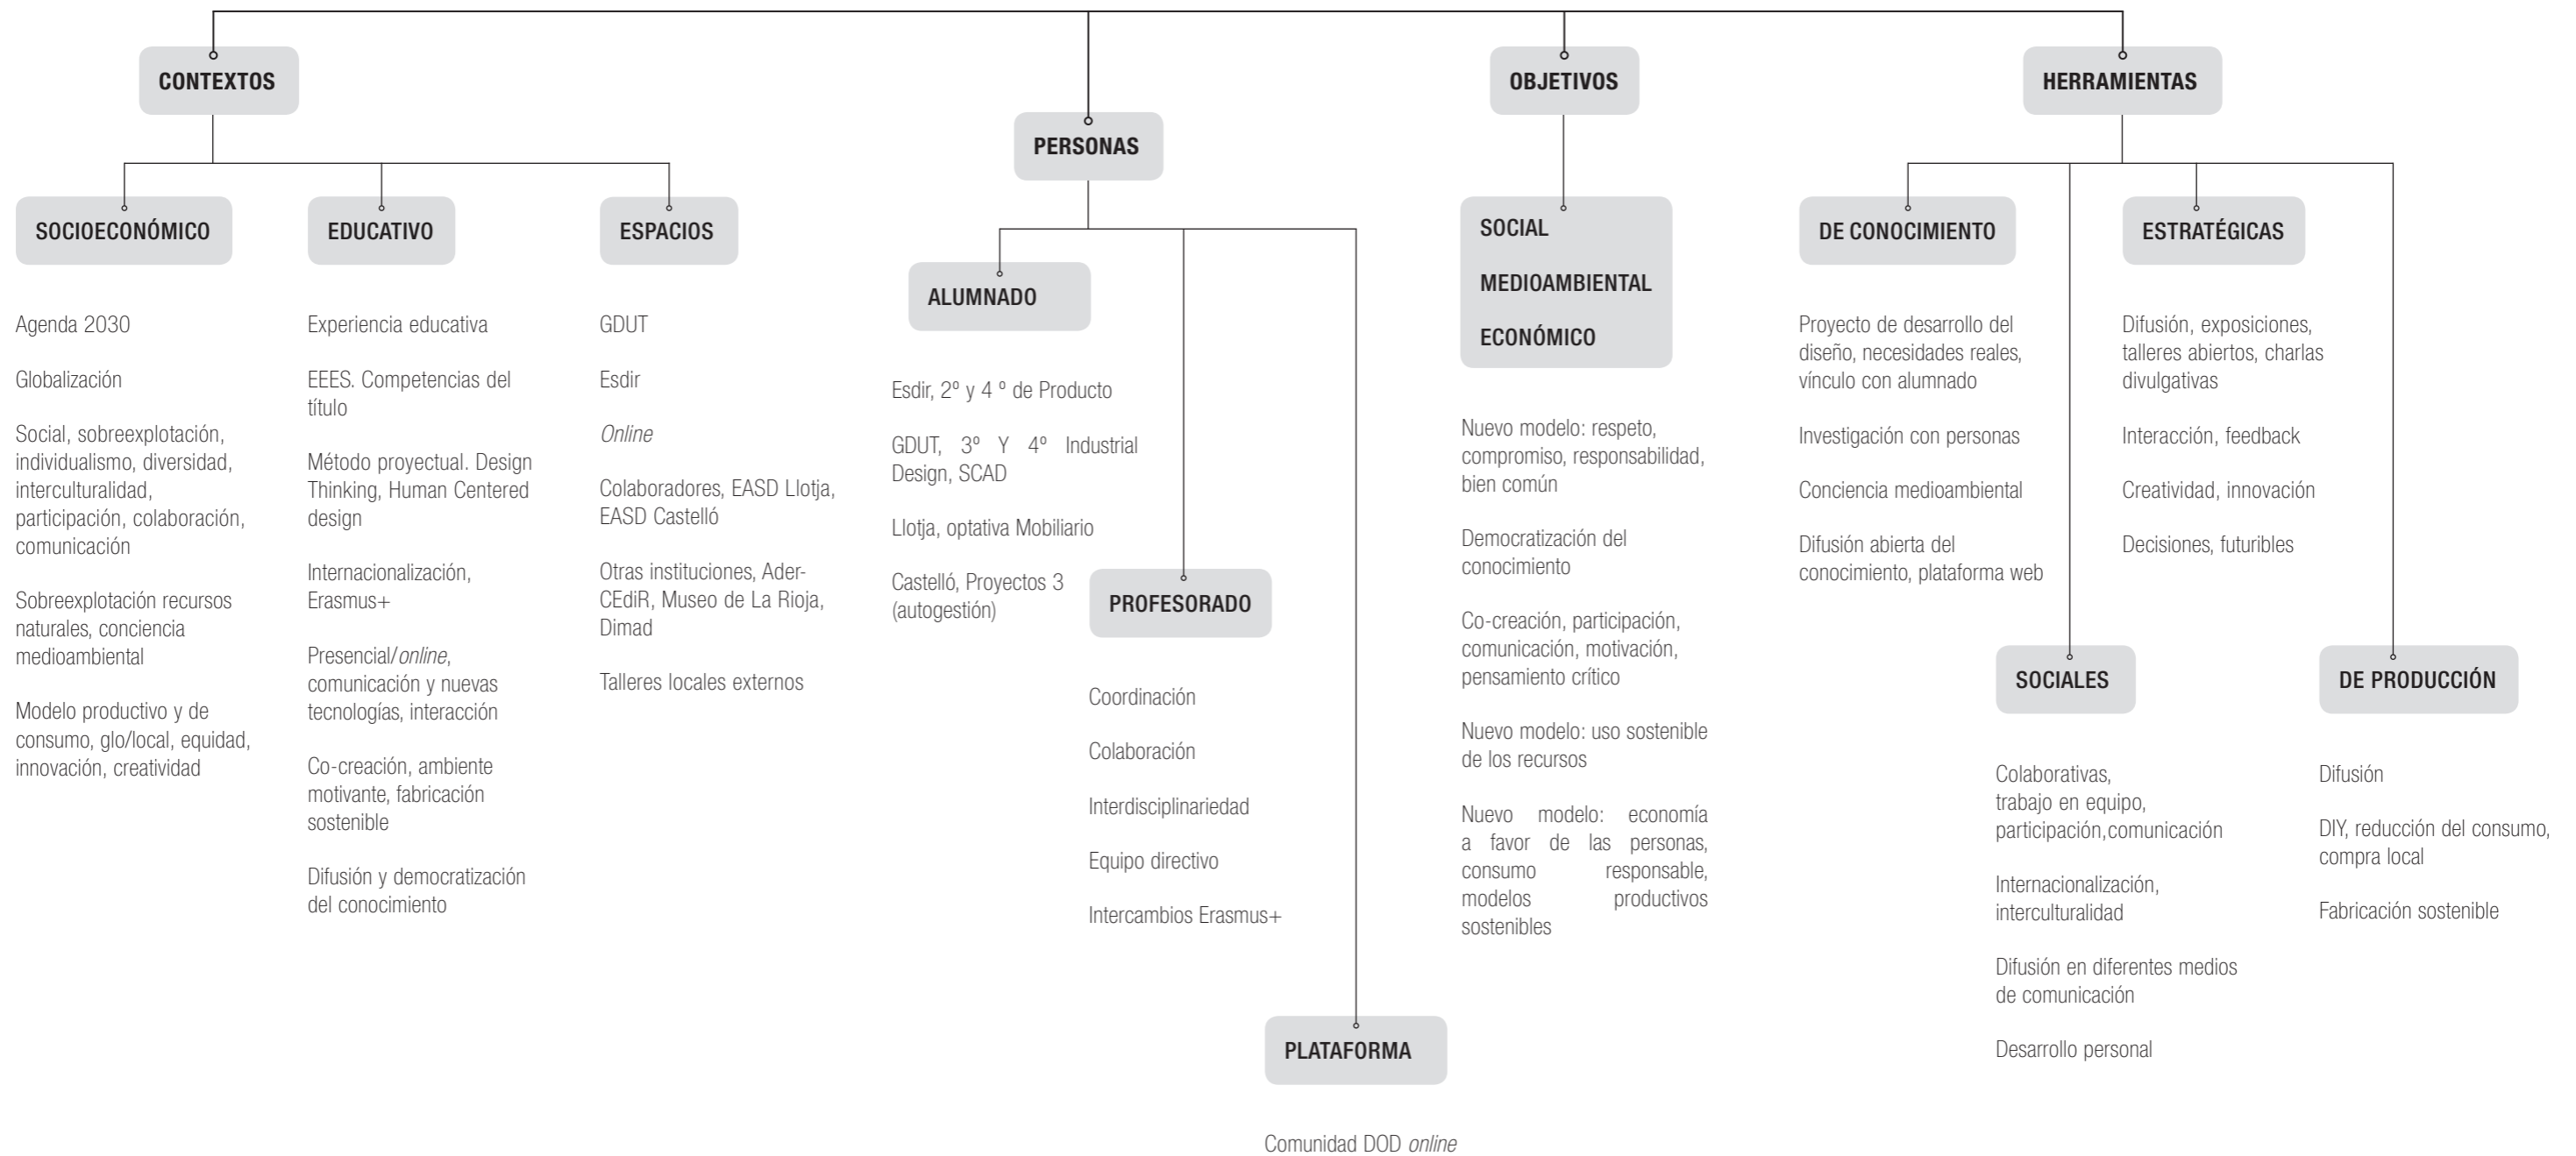 CONTEXTOS
SOCIOECONÓMICO
Agenda 2030
Globalización
Social, sobreexplotación,
individualismo, diversidad,
interculturalidad,
participación, colaboración,
comunicación
Sobreexplotación recursos
naturales, conciencia
medioambiental
Modelo productivo y de
consumo, glo/local, equidad,
innovación, creatividad
EDUCATIVO
Experiencia educativa
EEES. Competencias del
título
Método proyectual. Design
Thinking, Human Centered
design
Internacionalización,
Erasmus+
Presencial/online,
comunicación y nuevas
tecnologías, interacción
Co-creación, ambiente
motivante, fabricación
sostenible
Difusión y democratización
del conocimiento
ESPACIOS
GDUT
Esdir
Online
Colaboradores, EASD Llotja,
EASD Castelló
Otras instituciones, Ader-
CEdiR, Museo de La Rioja,
Dimad
Talleres locales externos
PERSONAS
ALUMNADO
Esdir, 2º y 4 º de Producto
GDUT, 3º Y 4º Industrial
Design, SCAD
Llotja, optativa Mobiliario
Castelló, Proyectos 3
(autogestión)
PROFESORADO
Coordinación
Colaboración
Interdisciplinariedad
Equipo directivo
Intercambios Erasmus+
PLATAFORMA
Comunidad DOD online
OBJETIVOS
SOCIAL
MEDIOAMBIENTAL
ECONÓMICO
Nuevo modelo: respeto,
compromiso, responsabilidad,
bien común
Democratización del
conocimiento
Co-creación, participación,
comunicación, motivación,
pensamiento crítico
Nuevo modelo: uso sostenible
de los recursos
Nuevo modelo: economía
a favor de las personas,
consumo responsable,
modelos productivos
sostenibles
HERRAMIENTAS
DE CONOCIMIENTO
Proyecto de desarrollo del
diseño, necesidades reales,
vínculo con alumnado
Investigación con personas
Conciencia medioambiental
Difusión abierta del
conocimiento, plataforma web
ESTRATÉGICAS
Difusión, exposiciones,
talleres abiertos, charlas
divulgativas
Interacción, feedback
Creatividad, innovación
Decisiones, futuribles
SOCIALES
Colaborativas,
trabajo en equipo,
participación,comunicación
Internacionalización,
interculturalidad
Difusión en diferentes medios
de comunicación
Desarrollo personal
DE PRODUCCIÓN
Difusión
DIY, reducción del consumo,
compra local
Fabricación sostenible